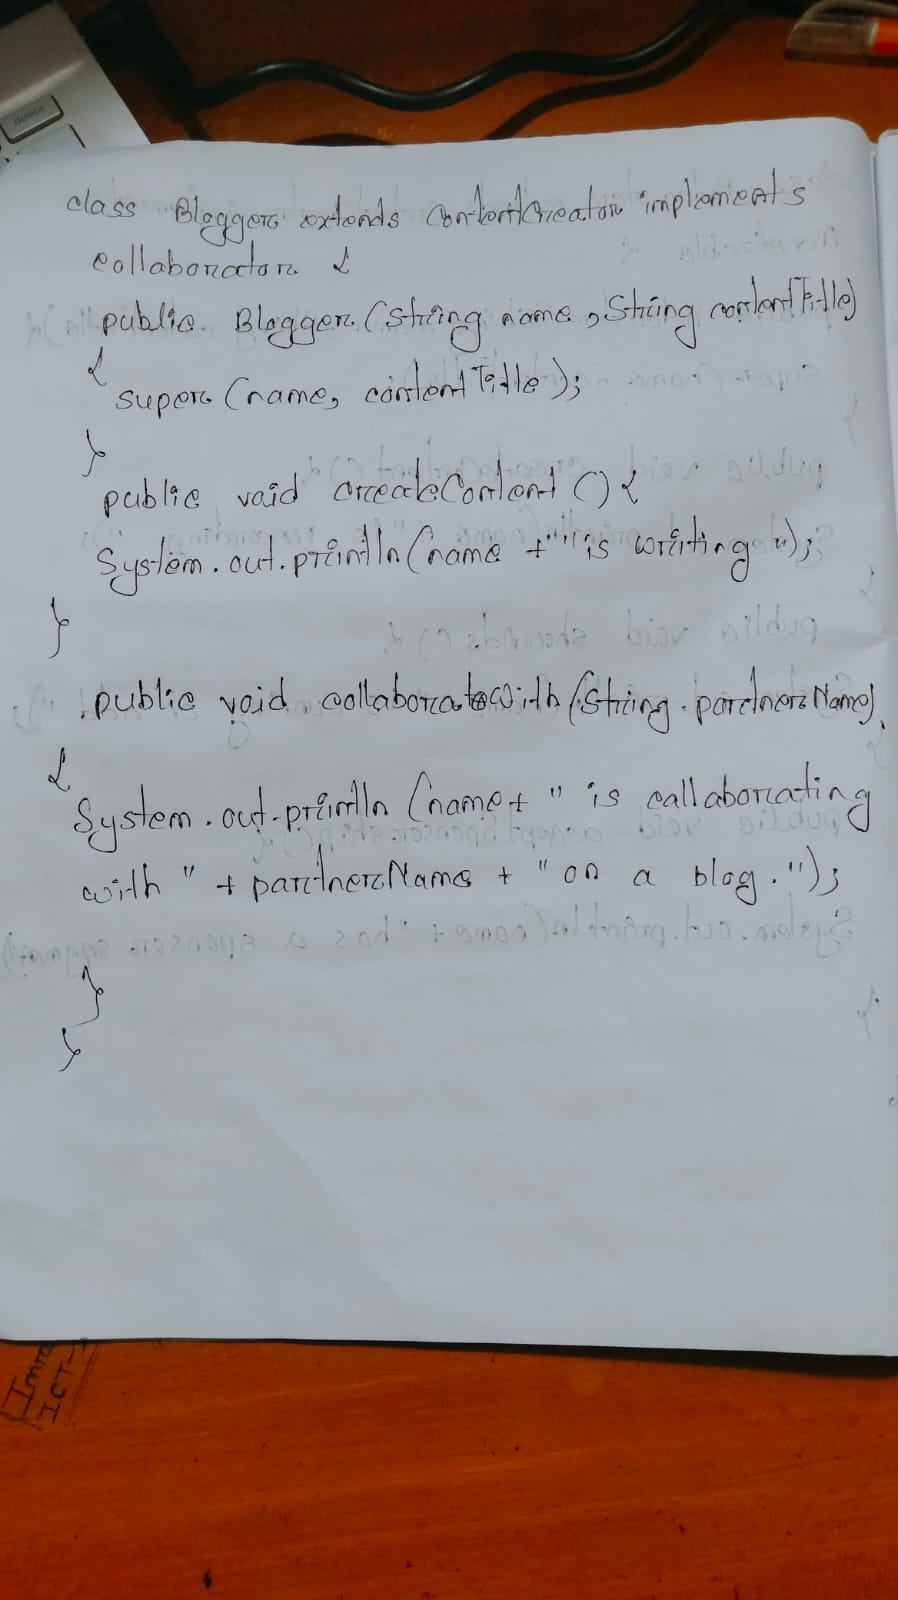 delete
class Blogger extends ContentCreator implements
collaborator {
public Blogger (String name, String contentTitle)
{
super (name, contentTitle);
}
public void createContent () {
System.out.println(name + " is writing ");
}
public void collaborateWith (String partnerName)
{
System.out.println (name + " is collaborating
with " + partnerName + " on a blog.");
}
}
ICT-